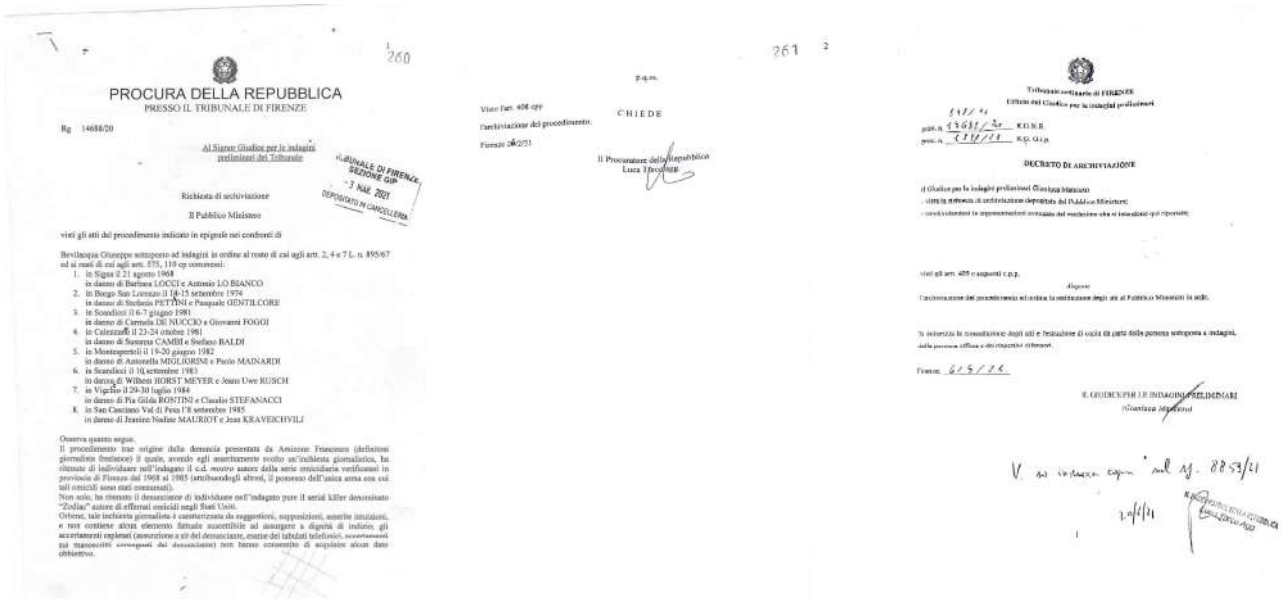 1
260
PROCURA DELLA REPUBBLICA
PRESSO IL TRIBUNALE DI FIRENZE
Rg 14688/20
Al Signor Giudice per le indagini
preliminari del Tribunale
TRIBUNALE DI FIRENZE
SEZIONE GIP
- 3 MAR. 2021
DEPOSITATO IN CANCELLERIA
Richiesta di archiviazione
Il Pubblico Ministero
visti gli atti del procedimento indicato in epigrafe nei confronti di
Bevilacqua Giuseppe sottoposto ad indagini in ordine al reato di cui agli artt. 2, 4 e 7 L. n. 895/67
ed ai reati di cui agli artt. 575, 110 cp commessi:
1. in Signa il 21 agosto 1968
in danno di Barbara LOCCI e Antonio LO BIANCO
2. in Borgo San Lorenzo il 14-15 settembre 1974
in danno di Stefania PETTINI e Pasquale GENTILCORE
3. in Scandicci il 6-7 giugno 1981
in danno di Carmela DE NUCCIO e Giovanni FOGGI
4. in Calenzano il 23-24 ottobre 1981
in danno di Susanna CAMBI e Stefano BALDI
5. in Montespertoli il 19-20 giugno 1982
in danno di Antonella MIGLIORINI e Paolo MAINARDI
6. in Scandicci il 10 settembre 1983
in danno di Wilhem HORST MEYER e Jeans Uwe RUSCH
7. in Vicchio il 29-30 luglio 1984
in danno di Pia Gilda RONTINI e Claudio STEFANACCI
8. in San Casciano Val di Pesa l'8 settembre 1985
in danno di Jeanine Nadine MAURIOT e Jean KRAVEICHVILJ
Osserva quanto segue.
Il procedimento trae origine dalla denuncia presentata da Amicone Francesco (definitosi
giornalista freelance) il quale, avendo egli assertivamente svolto un'inchiesta giornalistica, ha
ritenuto di individuare nell'indagato il c.d. mostro autore della serie omicidiaria verificatasi in
provincia di Firenze dal 1968 al 1985 (attribuendogli altresì, il possesso dell'unica arma con cui
tali omicidi sono stati consumati).
Non solo, ha ritenuto il denunciante di individuare nell'indagato pure il serial killer denominato
"Zodiac" autore di efferati omicidi negli Stati Uniti.
Orbene, tale inchiesta giornalistica è caratterizzata da suggestioni, supposizioni, asserite intuizioni,
e non contiene alcun elemento fattuale suscettibile ad assurgere a dignità di indizio; gli
accertamenti espletati (assunzione a sit del denunciante, esame dei tabulati telefonici, accertamenti
sui manoscritti consegnati dal denunciante) non hanno consentito di acquisire alcun dato
obbiettivo.
261 2
p.q.m.
Visto l'art. 408 cpp
CHIEDE
l'archiviazione del procedimento.
Firenze 26/2/21
Il Procuratore della Repubblica
Luca
Tribunale ordinario di FIRENZE
Ufficio del Giudice per le indagini preliminari
proc. n. 14688/20 R.G.N.R.
proc. n. R.G. G.i.p.
DECRETO DI ARCHIVIAZIONE
il Giudice per le indagini preliminari Gianluca Mancuso
- vista la richiesta di archiviazione depositata dal Pubblico Ministero;
- condividendosi le argomentazioni avanzate dal medesimo che si intendono qui riportate;
visti gli artt. 409 e seguenti c.p.p.
dispone
l'archiviazione del procedimento ed ordina la restituzione degli atti al Pubblico Ministero in sede.
Si autorizza la consultazione degli atti e l'estrazione di copia da parte della persona sottoposta a indagini,
della persona offesa e dei rispettivi difensori.
Firenze,
IL GIUDICE PER LE INDAGINI PRELIMINARI
(Gianluca Mancuso)
V. si inserisca copia nel rg. 8853/21